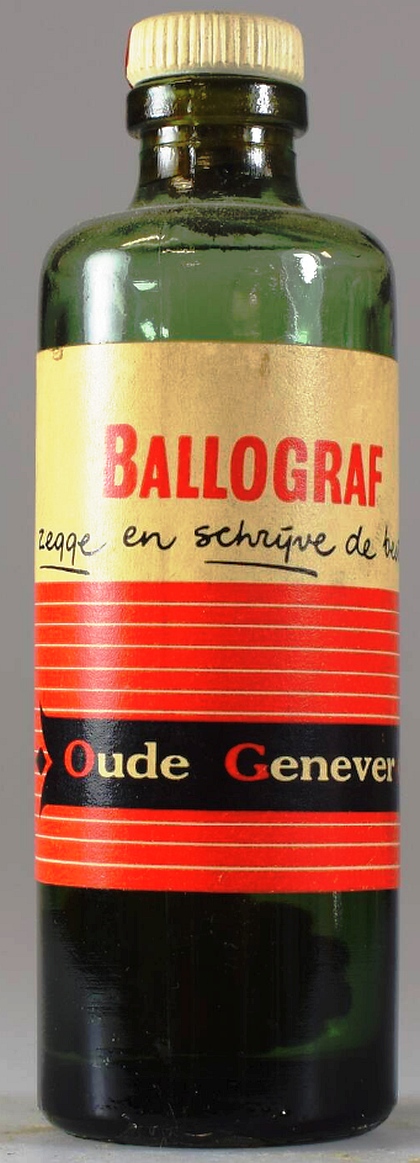 BALLOGRAF
zegge en schrijve de
Oude Genever